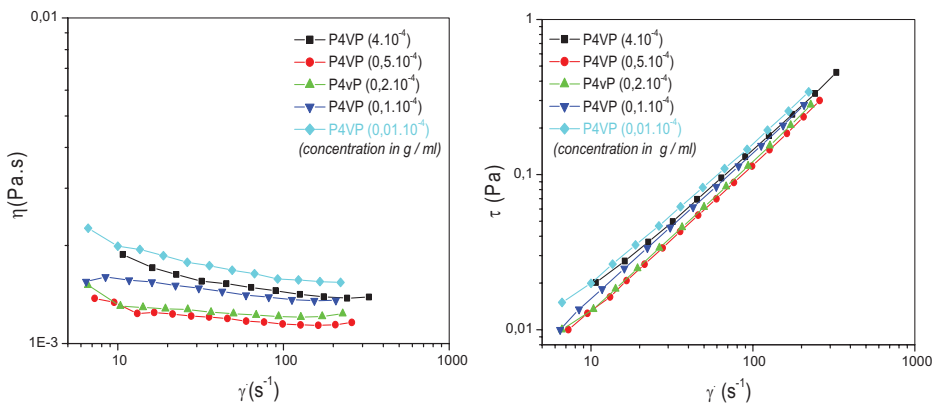 0,01
η(Pa.s)
1E-3
P4VP (4.10⁻⁴)
P4VP (0,5.10⁻⁴)
P4vP (0,2.10⁻⁴)
P4VP (0,1.10⁻⁴)
P4VP (0,01.10⁻⁴)
(concentration in g / ml)
10 100 1000
γ̇ (s⁻¹)
1
τ (Pa)
0,1
0,01
P4VP (4.10⁻⁴)
P4VP (0,5.10⁻⁴)
P4vP (0,2.10⁻⁴)
P4VP (0,1.10⁻⁴)
P4VP (0,01.10⁻⁴)
(concentration in g / ml)
10 100 1000
γ̇ (s⁻¹)